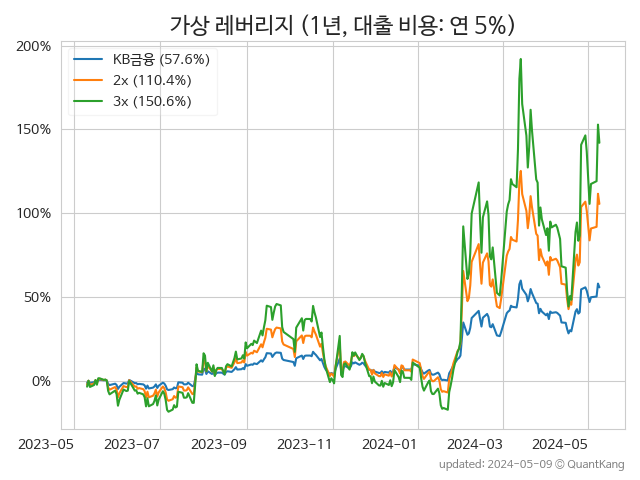 가상 레버리지 (1년, 대출 비용: 연 5%)
KB금융 (57.6%)
2x (110.4%)
3x (150.6%)
200%
150%
100%
50%
0%
2023-05 2023-07 2023-09 2023-11 2024-01 2024-03 2024-05
updated: 2024-05-09 © QuantKang